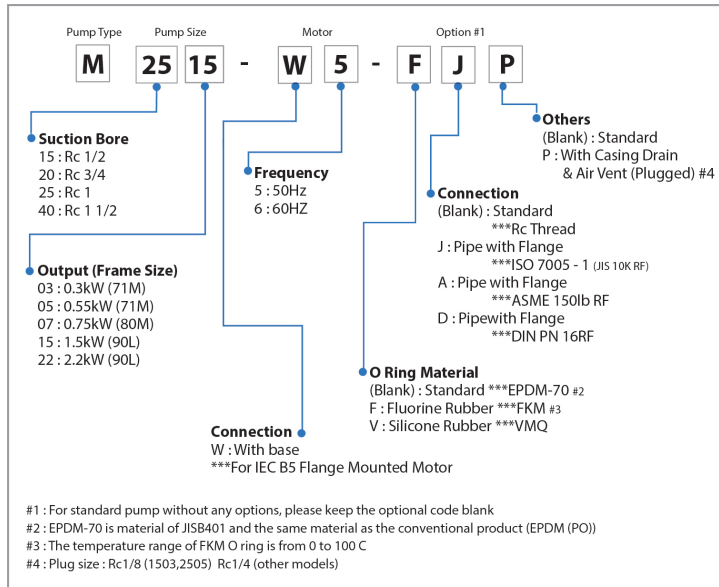 Pump Type Pump Size Motor Option #1
M 25 15 - W 5 - F J P
Suction Bore
15 : Rc 1/2
20 : Rc 3/4
25 : Rc 1
40 : Rc 1 1/2
Output (Frame Size)
03 : 0.3kW (71M)
05 : 0.55kW (71M)
07 : 0.75kW (80M)
15 : 1.5kW (90L)
22 : 2.2kW (90L)
Connection
W : With base
***For IEC B5 Flange Mounted Motor
Frequency
5 : 50Hz
6 : 60HZ
O Ring Material
(Blank) : Standard ***EPDM-70 #2
F : Fluorine Rubber ***FKM #3
V : Silicone Rubber ***VMQ
Connection
(Blank) : Standard
***Rc Thread
J : Pipe with Flange
***ISO 7005 - 1 (JIS 10K RF)
A : Pipe with Flange
***ASME 150lb RF
D : Pipewith Flange
***DIN PN 16RF
Others
(Blank) : Standard
P : With Casing Drain
& Air Vent (Plugged) #4
#1 : For standard pump without any options, please keep the optional code blank
#2 : EPDM-70 is material of JISB401 and the same material as the conventional product (EPDM (PO))
#3 : The temperature range of FKM O ring is from 0 to 100 C
#4 : Plug size : Rc1/8 (1503,2505) Rc1/4 (other models)